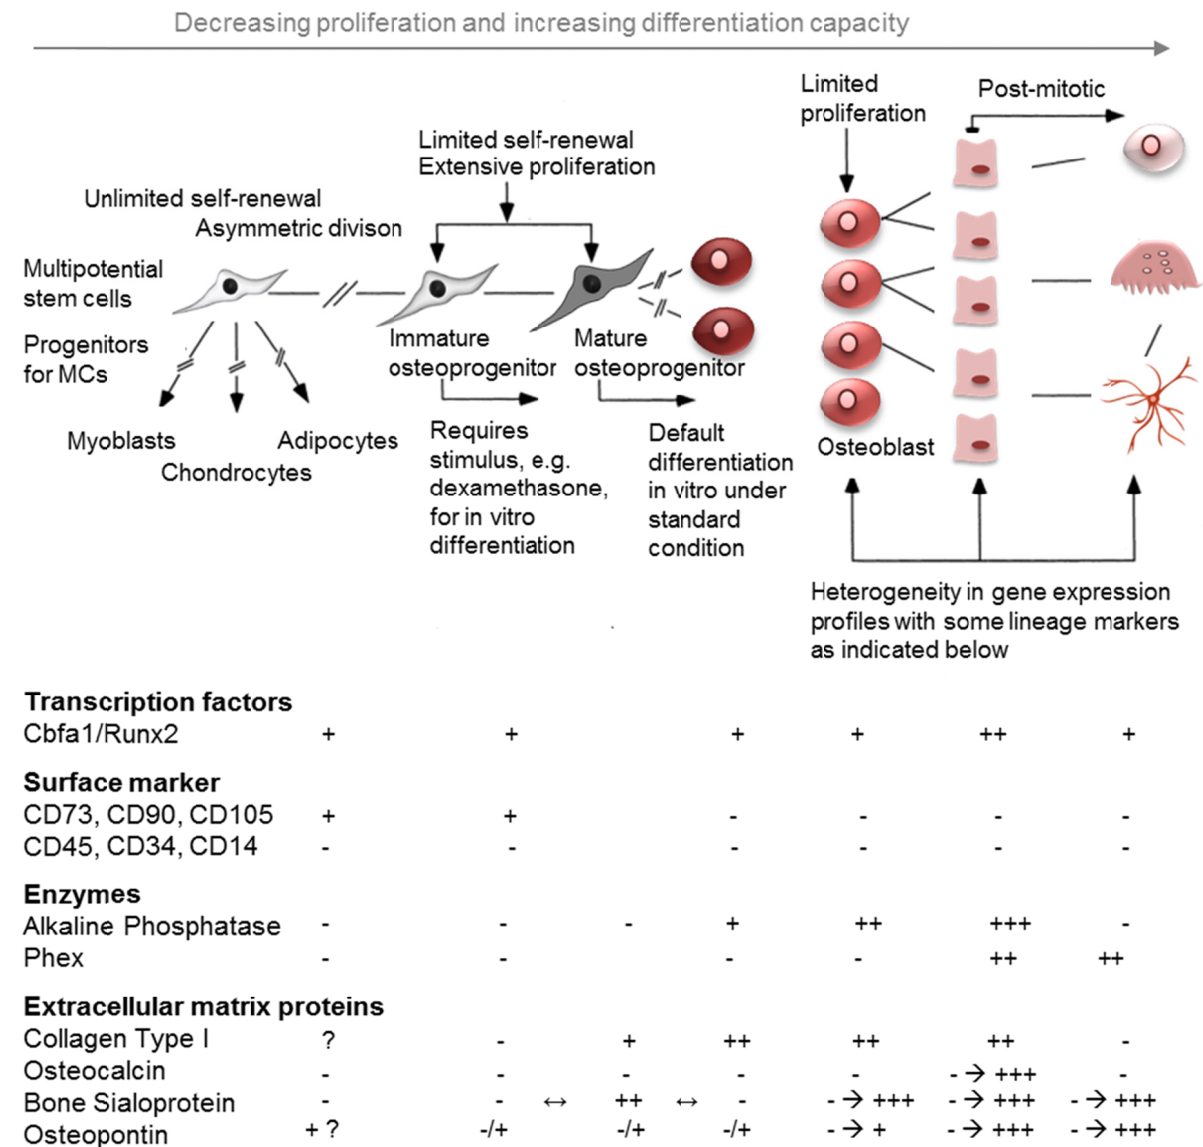 Decreasing proliferation and increasing differentiation capacity
Limited
proliferation
Post-mitotic
Limited self-renewal
Extensive proliferation
Unlimited self-renewal
Asymmetric divison
Multipotential
stem cells
Progenitors
for MCs
Immature
osteoprogenitor
Mature
osteoprogenitor
Myoblasts
Adipocytes
Chondrocytes
Requires
stimulus, e.g.
dexamethasone,
for in vitro
differentiation
Default
differentiation
in vitro under
standard
condition
Osteoblast
Heterogeneity in gene expression
profiles with some lineage markers
as indicated below
Transcription factors
Cbfa1/Runx2 + + + + ++ +
Surface marker
CD73, CD90, CD105 + + - - - -
CD45, CD34, CD14 - - - - - -
Enzymes
Alkaline Phosphatase - - - + ++ +++ -
Phex - - - - ++ ++
Extracellular matrix proteins
Collagen Type I ? - + ++ ++ ++ -
Osteocalcin - - - - - - → +++ -
Bone Sialoprotein - - ↔ ++ ↔ - - → +++ - → +++ - → +++
Osteopontin + ? -/+ -/+ -/+ - → + - → +++ - → +++